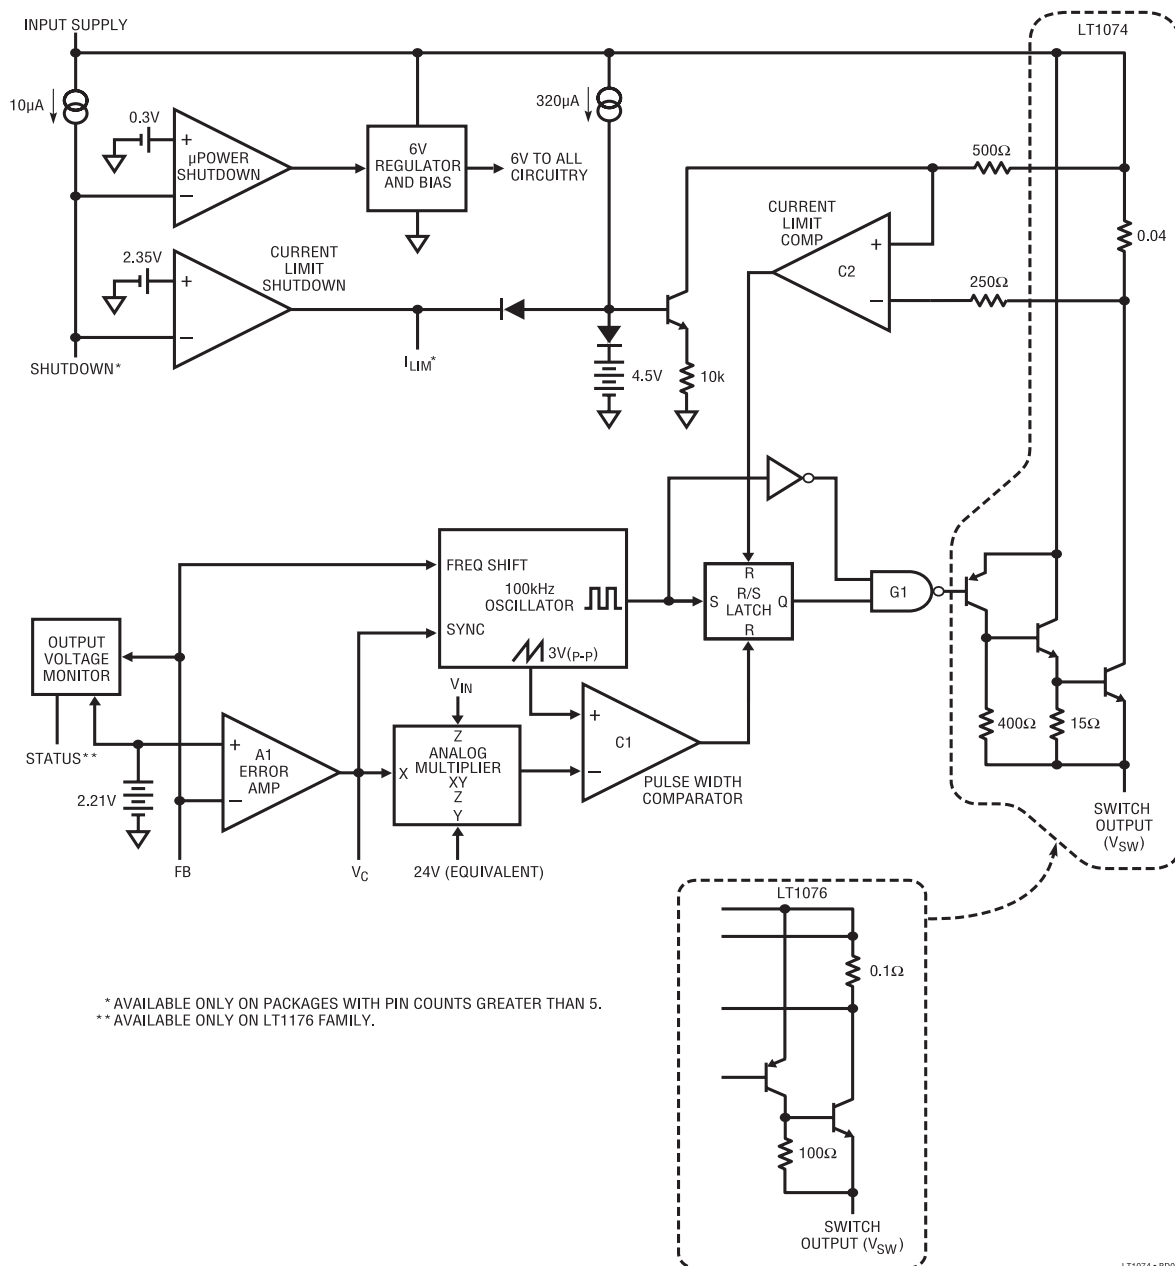 INPUT SUPPLY
LT1074
10µA
0.3V
+
µPOWER
SHUTDOWN
−
6V
REGULATOR
AND BIAS
6V TO ALL
CIRCUITRY
320µA
500Ω
CURRENT
LIMIT
COMP
+
C2
−
0.04
250Ω
2.35V
+
CURRENT
LIMIT
SHUTDOWN
−
SHUTDOWN*
ILIM*
4.5V
10k
FREQ SHIFT
100kHz
OSCILLATOR
SYNC
3V(P-P)
R
R/S
S LATCH Q
R
G1
OUTPUT
VOLTAGE
MONITOR
STATUS**
2.21V
+
A1
ERROR
AMP
−
FB
VC
VIN
Z
ANALOG
X MULTIPLIER
XY
Z
Y
24V (EQUIVALENT)
+
C1
−
PULSE WIDTH
COMPARATOR
400Ω
15Ω
SWITCH
OUTPUT
(VSW)
LT1076
0.1Ω
100Ω
SWITCH
OUTPUT (VSW)
* AVAILABLE ONLY ON PACKAGES WITH PIN COUNTS GREATER THAN 5.
** AVAILABLE ONLY ON LT1176 FAMILY.